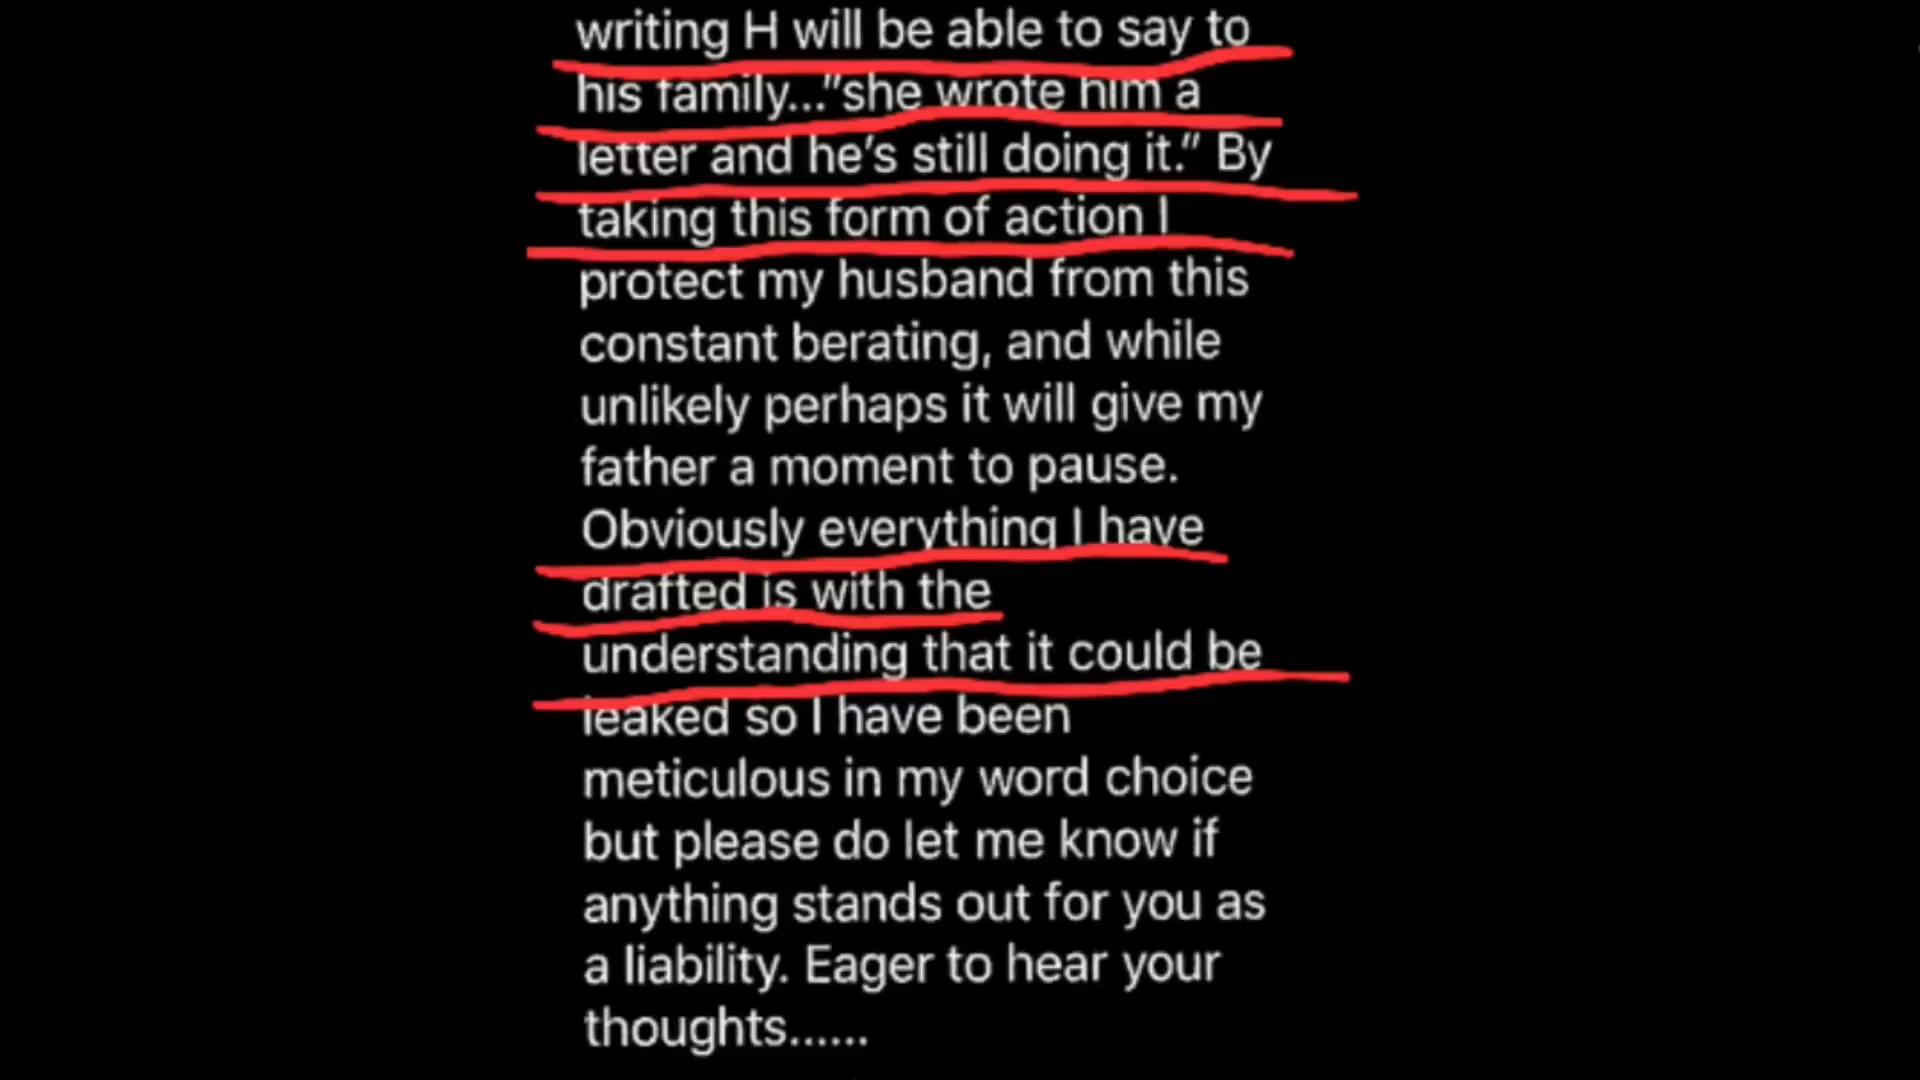 writing H will be able to say to
his family..."she wrote him a
letter and he's still doing it." By
taking this form of action I
protect my husband from this
constant berating, and while
unlikely perhaps it will give my
father a moment to pause.
Obviously everything I have
drafted is with the
understanding that it could be
leaked so I have been
meticulous in my word choice
but please do let me know if
anything stands out for you as
a liability. Eager to hear your
thoughts......